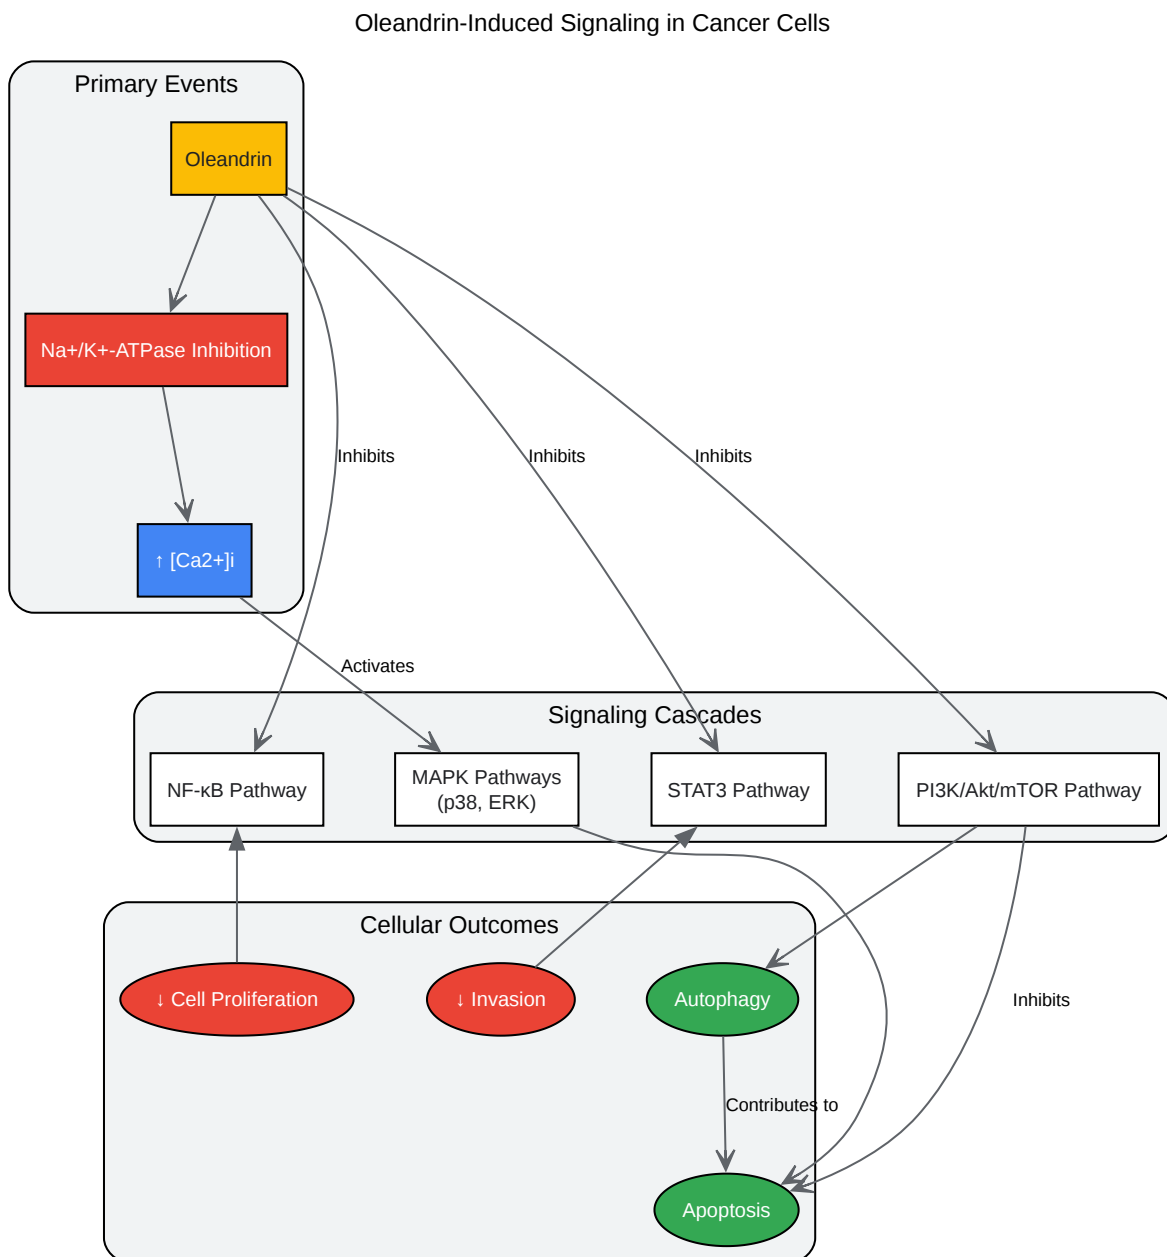 Oleandrin-Induced Signaling in Cancer Cells
Primary Events
Oleandrin
Na+/K+-ATPase Inhibition
Inhibits
Inhibits
Inhibits
↑ [Ca2+]i
Activates
Signaling Cascades
NF-κB Pathway
MAPK Pathways
(p38, ERK)
STAT3 Pathway
PI3K/Akt/mTOR Pathway
Cellular Outcomes
↓ Cell Proliferation
↓ Invasion
Autophagy
Inhibits
Contributes to
Apoptosis